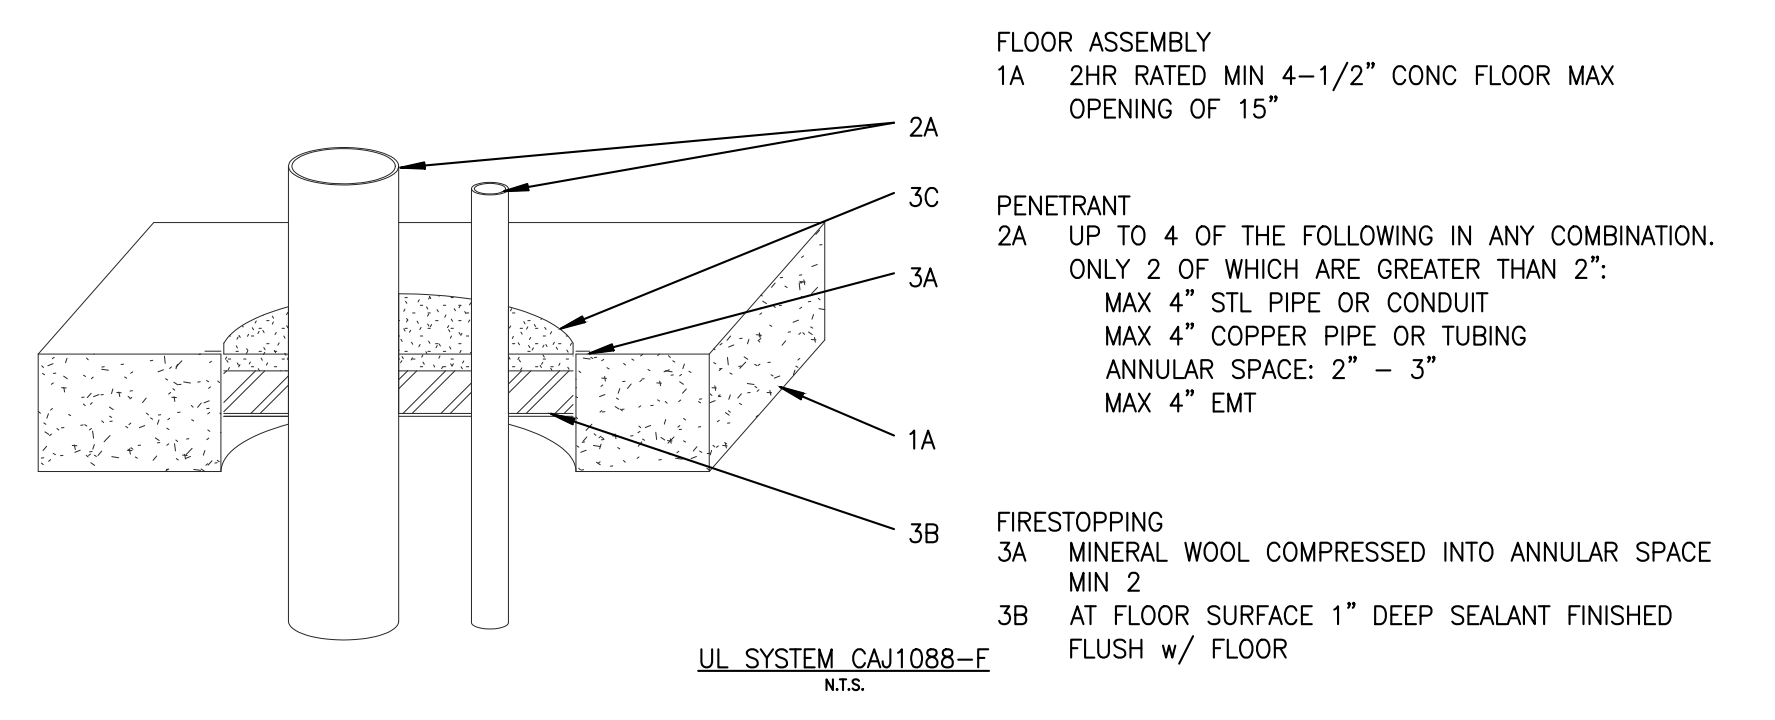 FLOOR ASSEMBLY
1A 2HR RATED MIN 4-1/2" CONC FLOOR MAX
OPENING OF 15"
2A
3C
3A
1A
3B
PENETRANT
2A UP TO 4 OF THE FOLLOWING IN ANY COMBINATION.
ONLY 2 OF WHICH ARE GREATER THAN 2":
MAX 4" STL PIPE OR CONDUIT
MAX 4" COPPER PIPE OR TUBING
ANNULAR SPACE: 2" - 3"
MAX 4" EMT
FIRESTOPPING
3A MINERAL WOOL COMPRESSED INTO ANNULAR SPACE
MIN 2
3B AT FLOOR SURFACE 1" DEEP SEALANT FINISHED
FLUSH w/ FLOOR
UL SYSTEM CAJ1088-F
N.T.S.